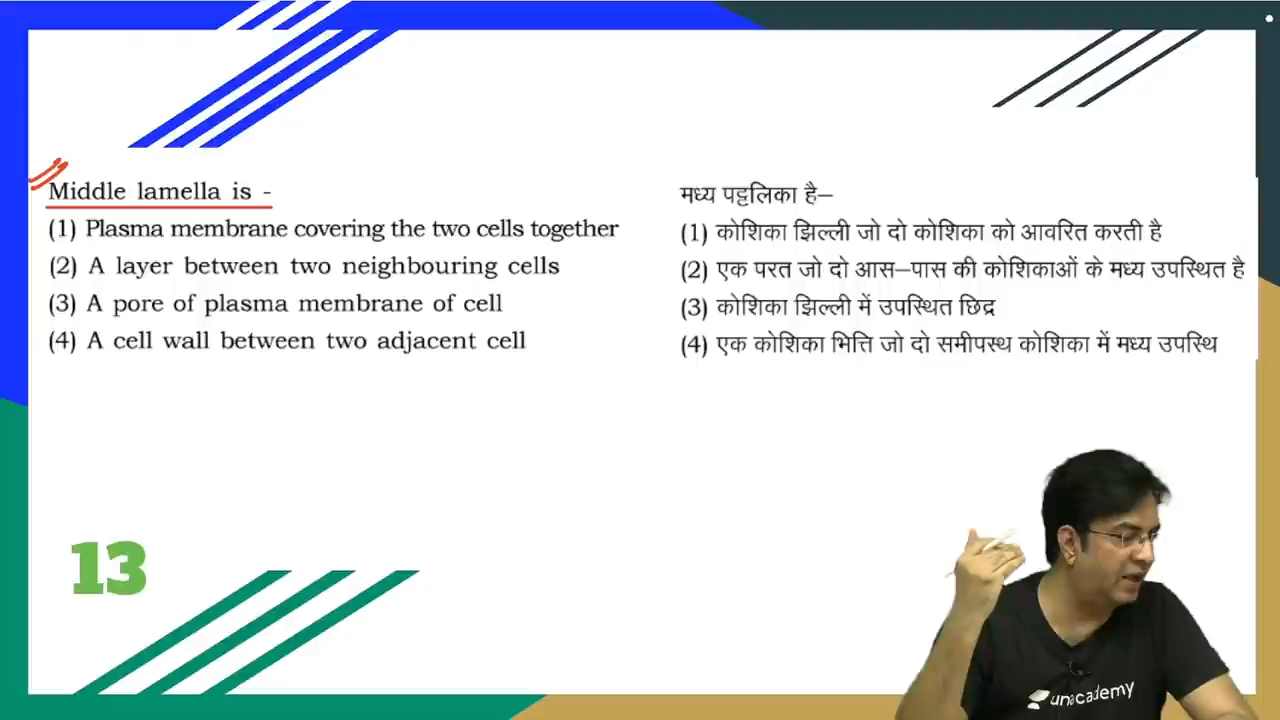 Middle lamella is -
(1) Plasma membrane covering the two cells together
(2) A layer between two neighbouring cells
(3) A pore of plasma membrane of cell
(4) A cell wall between two adjacent cell
मध्य पट्टलिका है–
(1) कोशिका झिल्ली जो दो कोशिका को आवरित करती है
(2) एक परत जो दो आस–पास की कोशिकाओं के मध्य उपस्थित है
(3) कोशिका झिल्ली में उपस्थित छिद्र
(4) एक कोशिका भित्ति जो दो समीपस्थ कोशिका में मध्य उपस्थि
13
unacademy